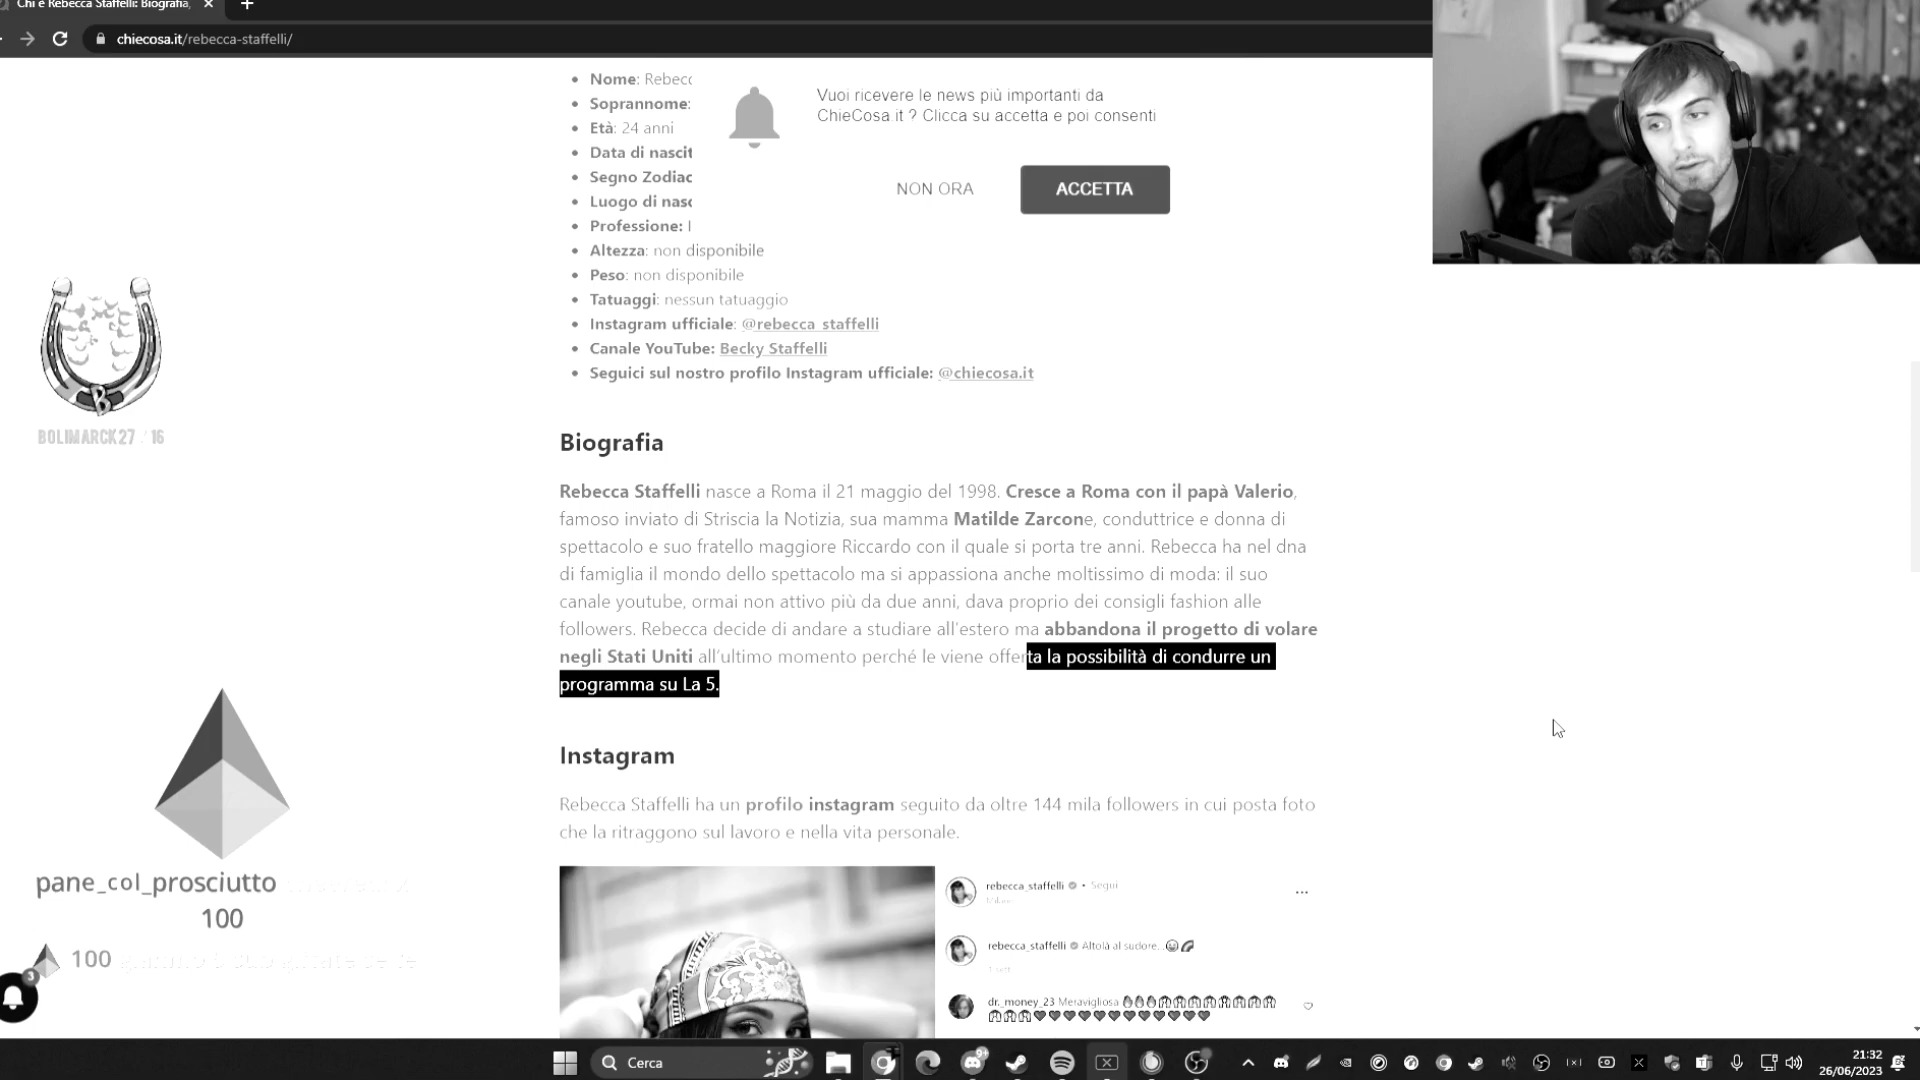 Chi è Rebecca Staffelli: Biografia,
chiecosa.it/rebecca-staffelli/
Nome: Rebecc
Soprannome:
Età: 24 anni
Data di nascit
Segno Zodiac
Luogo di nasc
Professione: I
Altezza: non disponibile
Peso: non disponibile
Tatuaggi: nessun tatuaggio
Instagram ufficiale: @rebecca_staffelli
Canale YouTube: Becky Staffelli
Seguici sul nostro profilo Instagram ufficiale: @chiecosa.it
Vuoi ricevere le news più importanti da
ChieCosa.it ? Clicca su accetta e poi consenti
NON ORA
ACCETTA
BOLIMARCK27 16
Biografia
Rebecca Staffelli nasce a Roma il 21 maggio del 1998. Cresce a Roma con il papà Valerio,
famoso inviato di Striscia la Notizia, sua mamma Matilde Zarcone, conduttrice e donna di
spettacolo e suo fratello maggiore Riccardo con il quale si porta tre anni. Rebecca ha nel dna
di famiglia il mondo dello spettacolo ma si appassiona anche moltissimo di moda: il suo
canale youtube, ormai non attivo più da due anni, dava proprio dei consigli fashion alle
followers. Rebecca decide di andare a studiare all'estero ma abbandona il progetto di volare
negli Stati Uniti all'ultimo momento perché le viene offerta la possibilità di condurre un
programma su La 5.
Instagram
Rebecca Staffelli ha un profilo instagram seguito da oltre 144 mila followers in cui posta foto
che la ritraggono sul lavoro e nella vita personale.
pane_col_prosciutto
100
100
3
rebecca_staffelli • Segui
rebecca_staffelli Altolà al sudore...
1 sett
dr._money_23 Meravigliosa
Cerca
21:32
26/06/2023